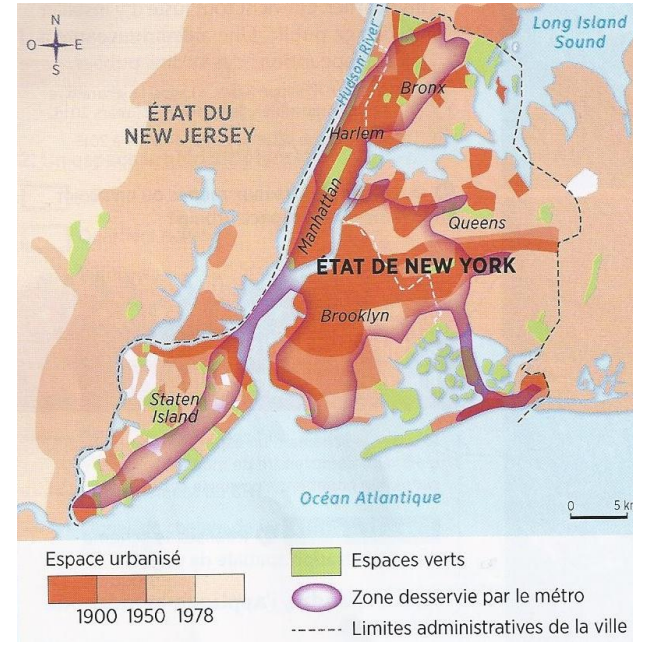 N
O E
S
Long Island
Sound
Hudson River
ÉTAT DU
NEW JERSEY
Bronx
Harlem
Manhattan
Queens
ÉTAT DE NEW YORK
Brooklyn
Staten
Island
Océan Atlantique
0 5 km
Espace urbanisé
1900 1950 1978
Espaces verts
Zone desservie par le métro
Limites administratives de la ville